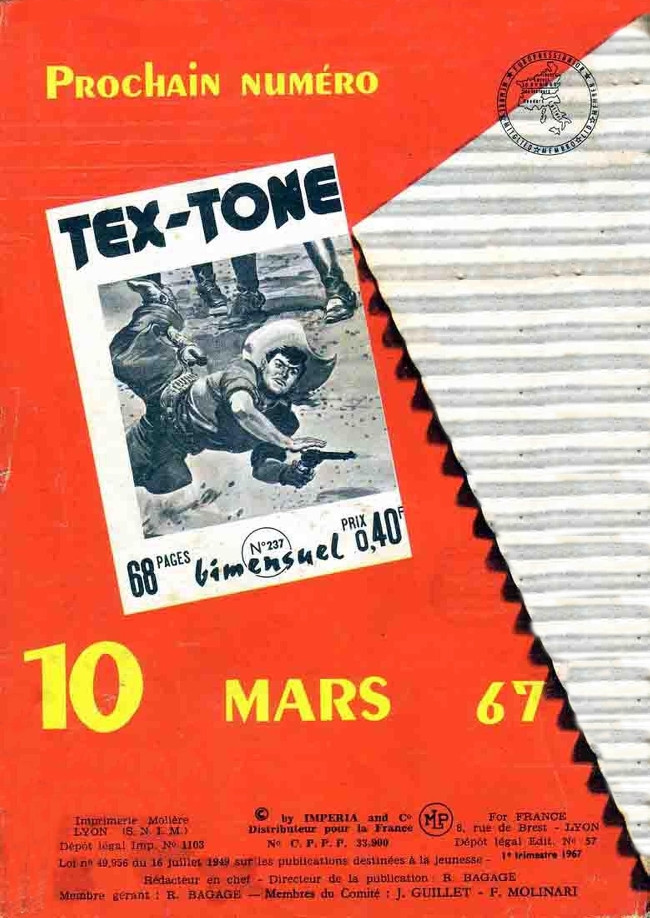 Prochain numéro
EUROPRESSJUNIOR
TEX-TONE
68 PAGES
N° 237
bimensuel
PRIX
0,40F
10 MARS 67
Imprimerie Molière
LYON (S. N. I. M.)
Dépôt légal Imp. N° 1103
© by IMPERIA and C°
Distributeur pour la France
N° C. P. P. P. 33.900
MLP
For FRANCE
8, rue de Brest - LYON
Dépôt légal Edit. N° 57
1e trimestre 1967
Loi n° 49,956 du 16 juillet 1949 sur les publications destinées à la jeunesse -
Rédacteur en chef - Directeur de la publication : R. BAGAGE
Membre gérant : R. BAGAGE — Membres du Comité : J. GUILLET - F. MOLINARI